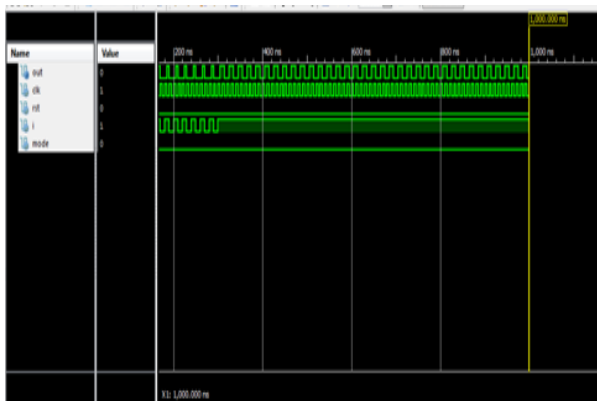 1,000.000 ns
Name Value
200 ns 400 ns 600 ns 800 ns 1,000 ns
out 0
clk 1
rst 0
i 1
mode 0
X1: 1,000.000 ns